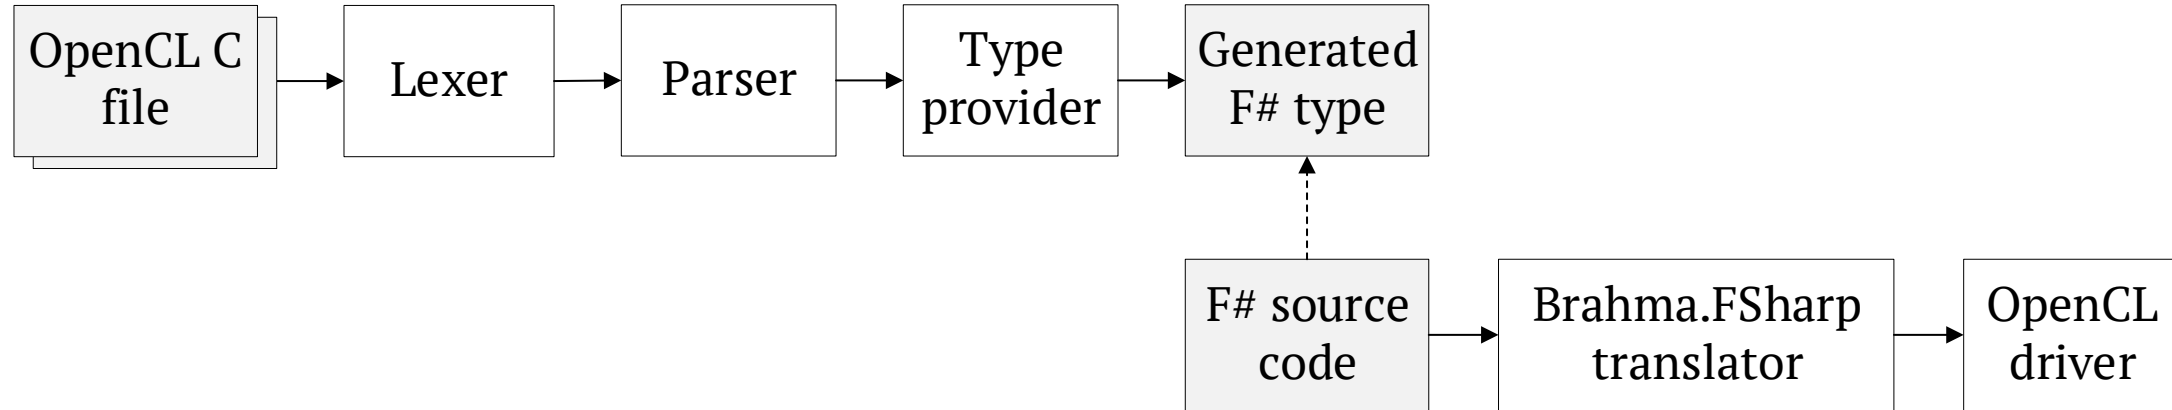 OpenCL C
file
Lexer
Parser
Type
provider
Generated
F# type
F# source
code
Brahma.FSharp
translator
OpenCL
driver